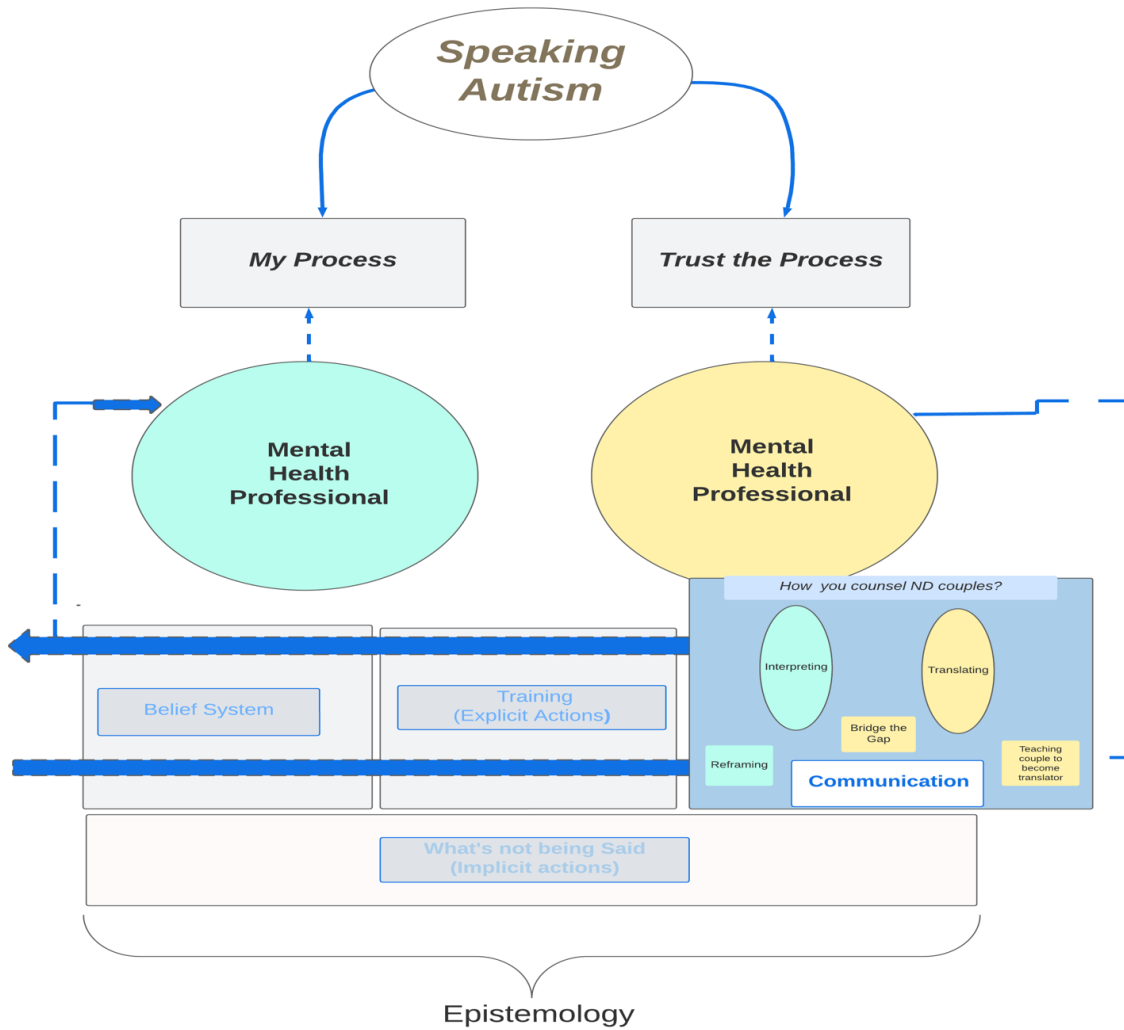 Speaking
Autism
My Process
Trust the Process
Mental
Health
Professional
Mental
Health
Professional
How  you counsel ND couples?
Interpreting
Translating
Belief System
Training
(Explicit Actions)
Bridge the
Gap
Reframing
Communication
Teaching
couple to
become
translator
What's not being Said
(Implicit actions)
Epistemology